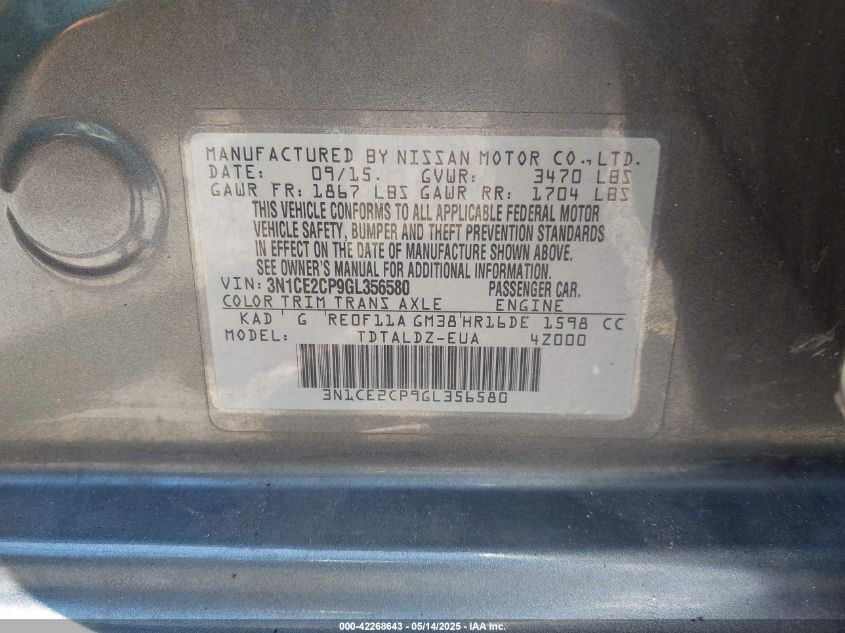 MANUFACTURED BY NISSAN MOTOR CO.,LTD.
DATE: 09/15. GVWR: 3470 LBS
GAWR FR: 1867 LBS GAWR RR: 1704 LBS
THIS VEHICLE CONFORMS TO ALL APPLICABLE FEDERAL MOTOR
VEHICLE SAFETY, BUMPER AND THEFT PREVENTION STANDARDS
IN EFFECT ON THE DATE OF MANUFACTURE SHOWN ABOVE.
SEE OWNER'S MANUAL FOR ADDITIONAL INFORMATION.
VIN: 3N1CE2CP9GL356580 PASSENGER CAR.
COLOR TRIM TRANS AXLE ENGINE
KAD G RE0F11A GM38 HR16DE 1598 CC
MODEL: TDTALDZ-EUA 4Z000
3N1CE2CP9GL356580
000-42268643 - 05/14/2025 - IAA Inc.